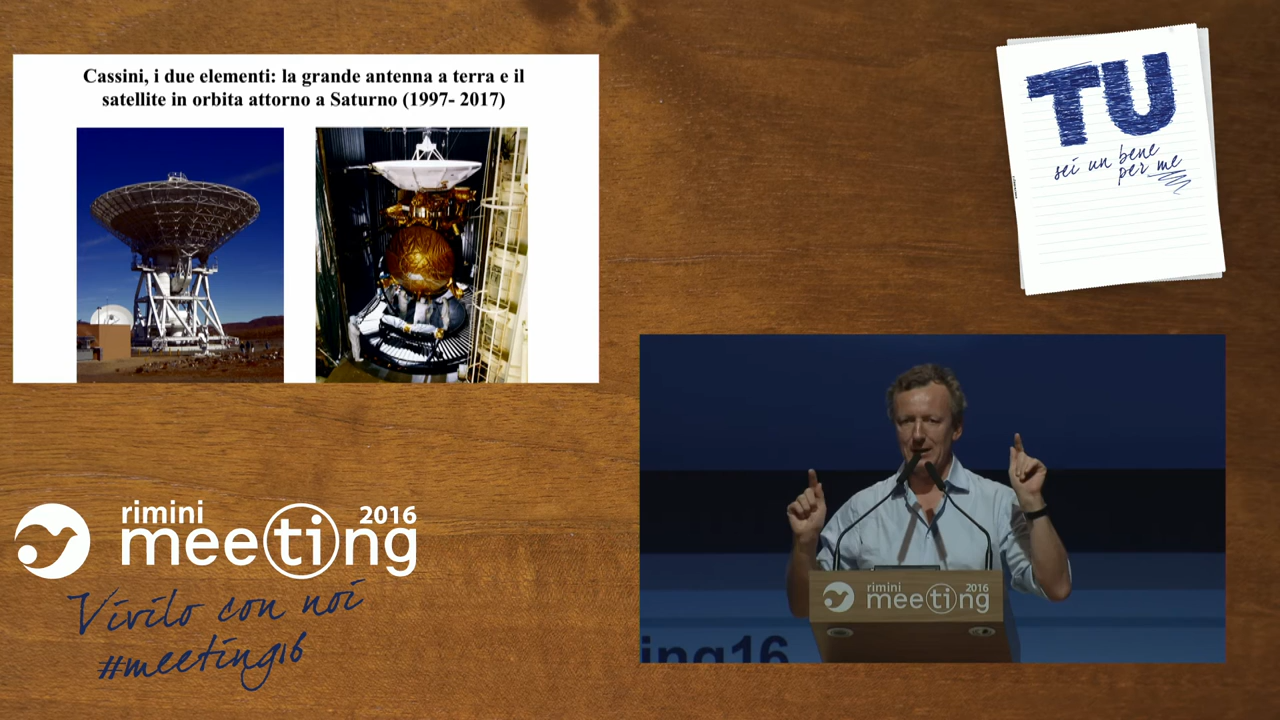 Cassini, i due elementi: la grande antenna a terra e il
satellite in orbita attorno a Saturno (1997- 2017)
TU
sei un bene
per me
rimini 2016
meeting
Vivilo con noi
#meeting16
rimini 2016
meeting
ing16